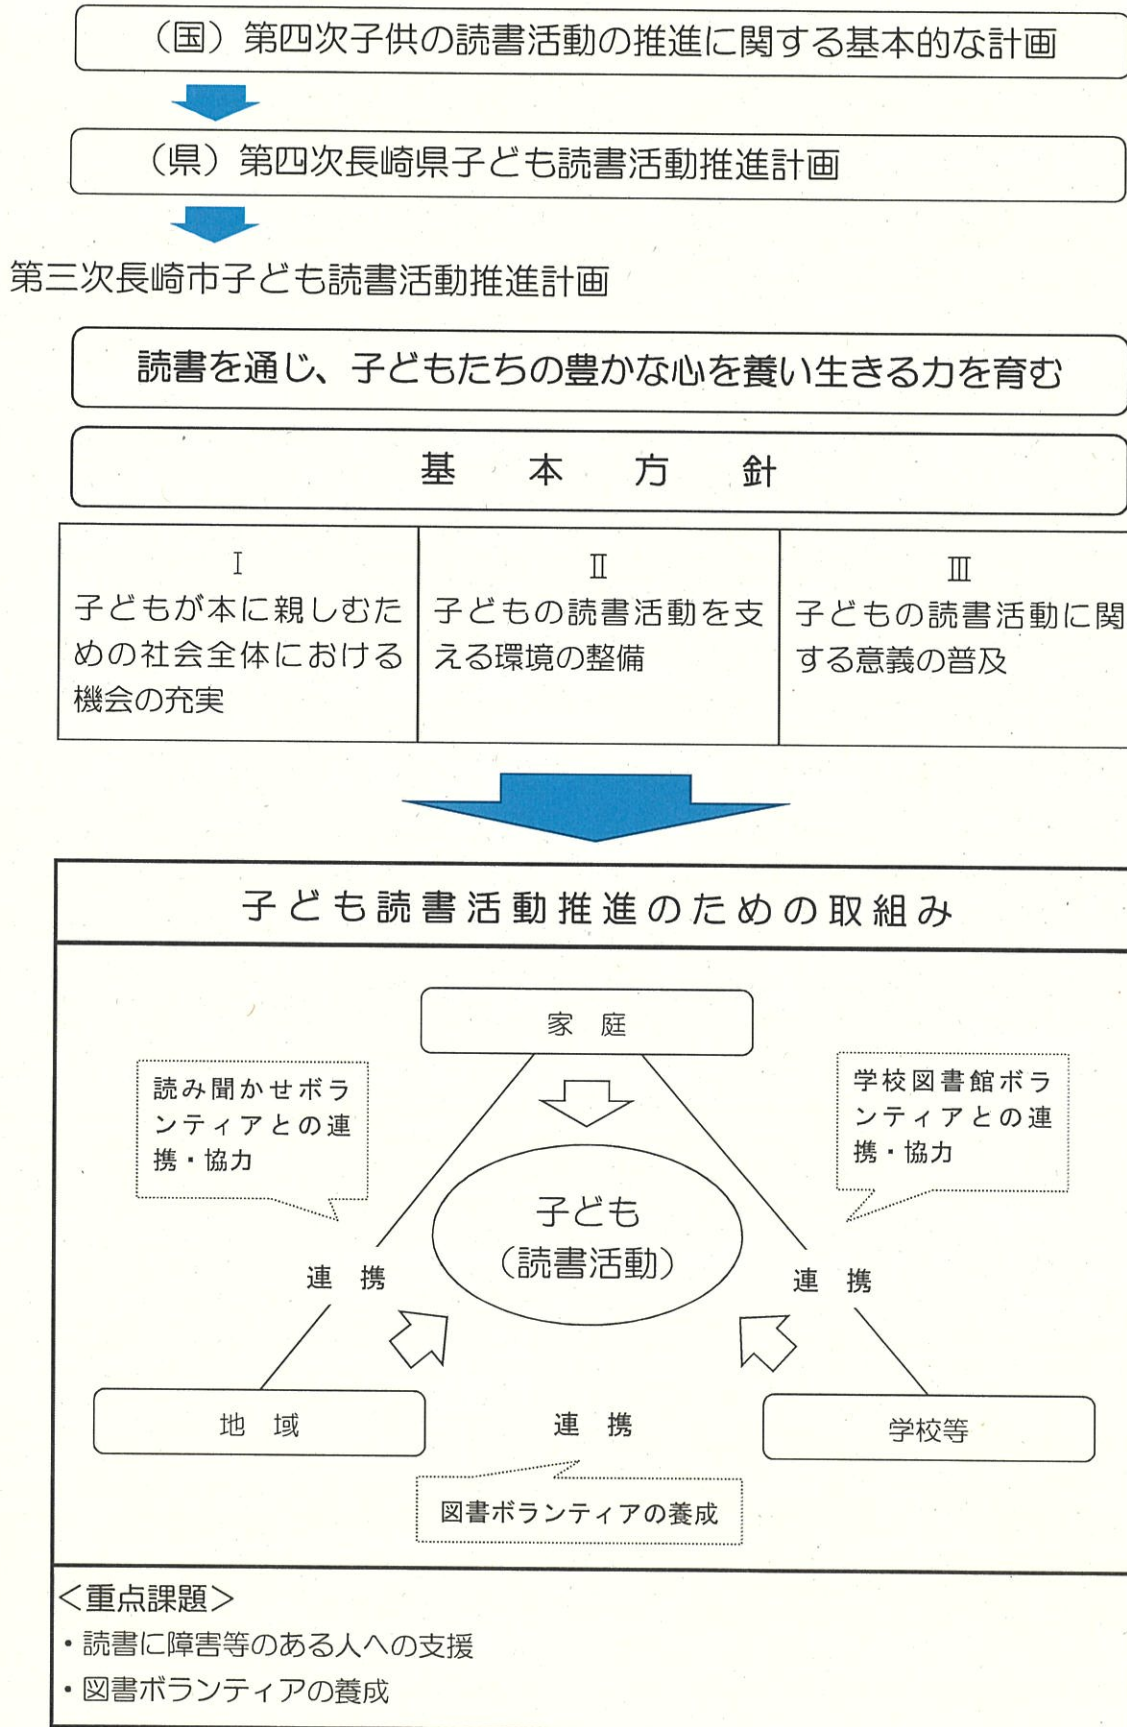 （国）第四次子供の読書活動の推進に関する基本的な計画
（県）第四次長崎県子ども読書活動推進計画
第三次長崎市子ども読書活動推進計画
読書を通じ、子どもたちの豊かな心を養い生きる力を育む
基　本　方　針
Ⅰ
子どもが本に親しむた
めの社会全体における
機会の充実
Ⅱ
子どもの読書活動を支
える環境の整備
Ⅲ
子どもの読書活動に関
する意義の普及
子ども読書活動推進のための取組み
家　庭
読み聞かせボラ
ンティアとの連
携・協力
学校図書館ボラ
ンティアとの連
携・協力
子ども
（読書活動）
連　携
連　携
地　域
連　携
学校等
図書ボランティアの養成
＜重点課題＞
・読書に障害等のある人への支援
・図書ボランティアの養成